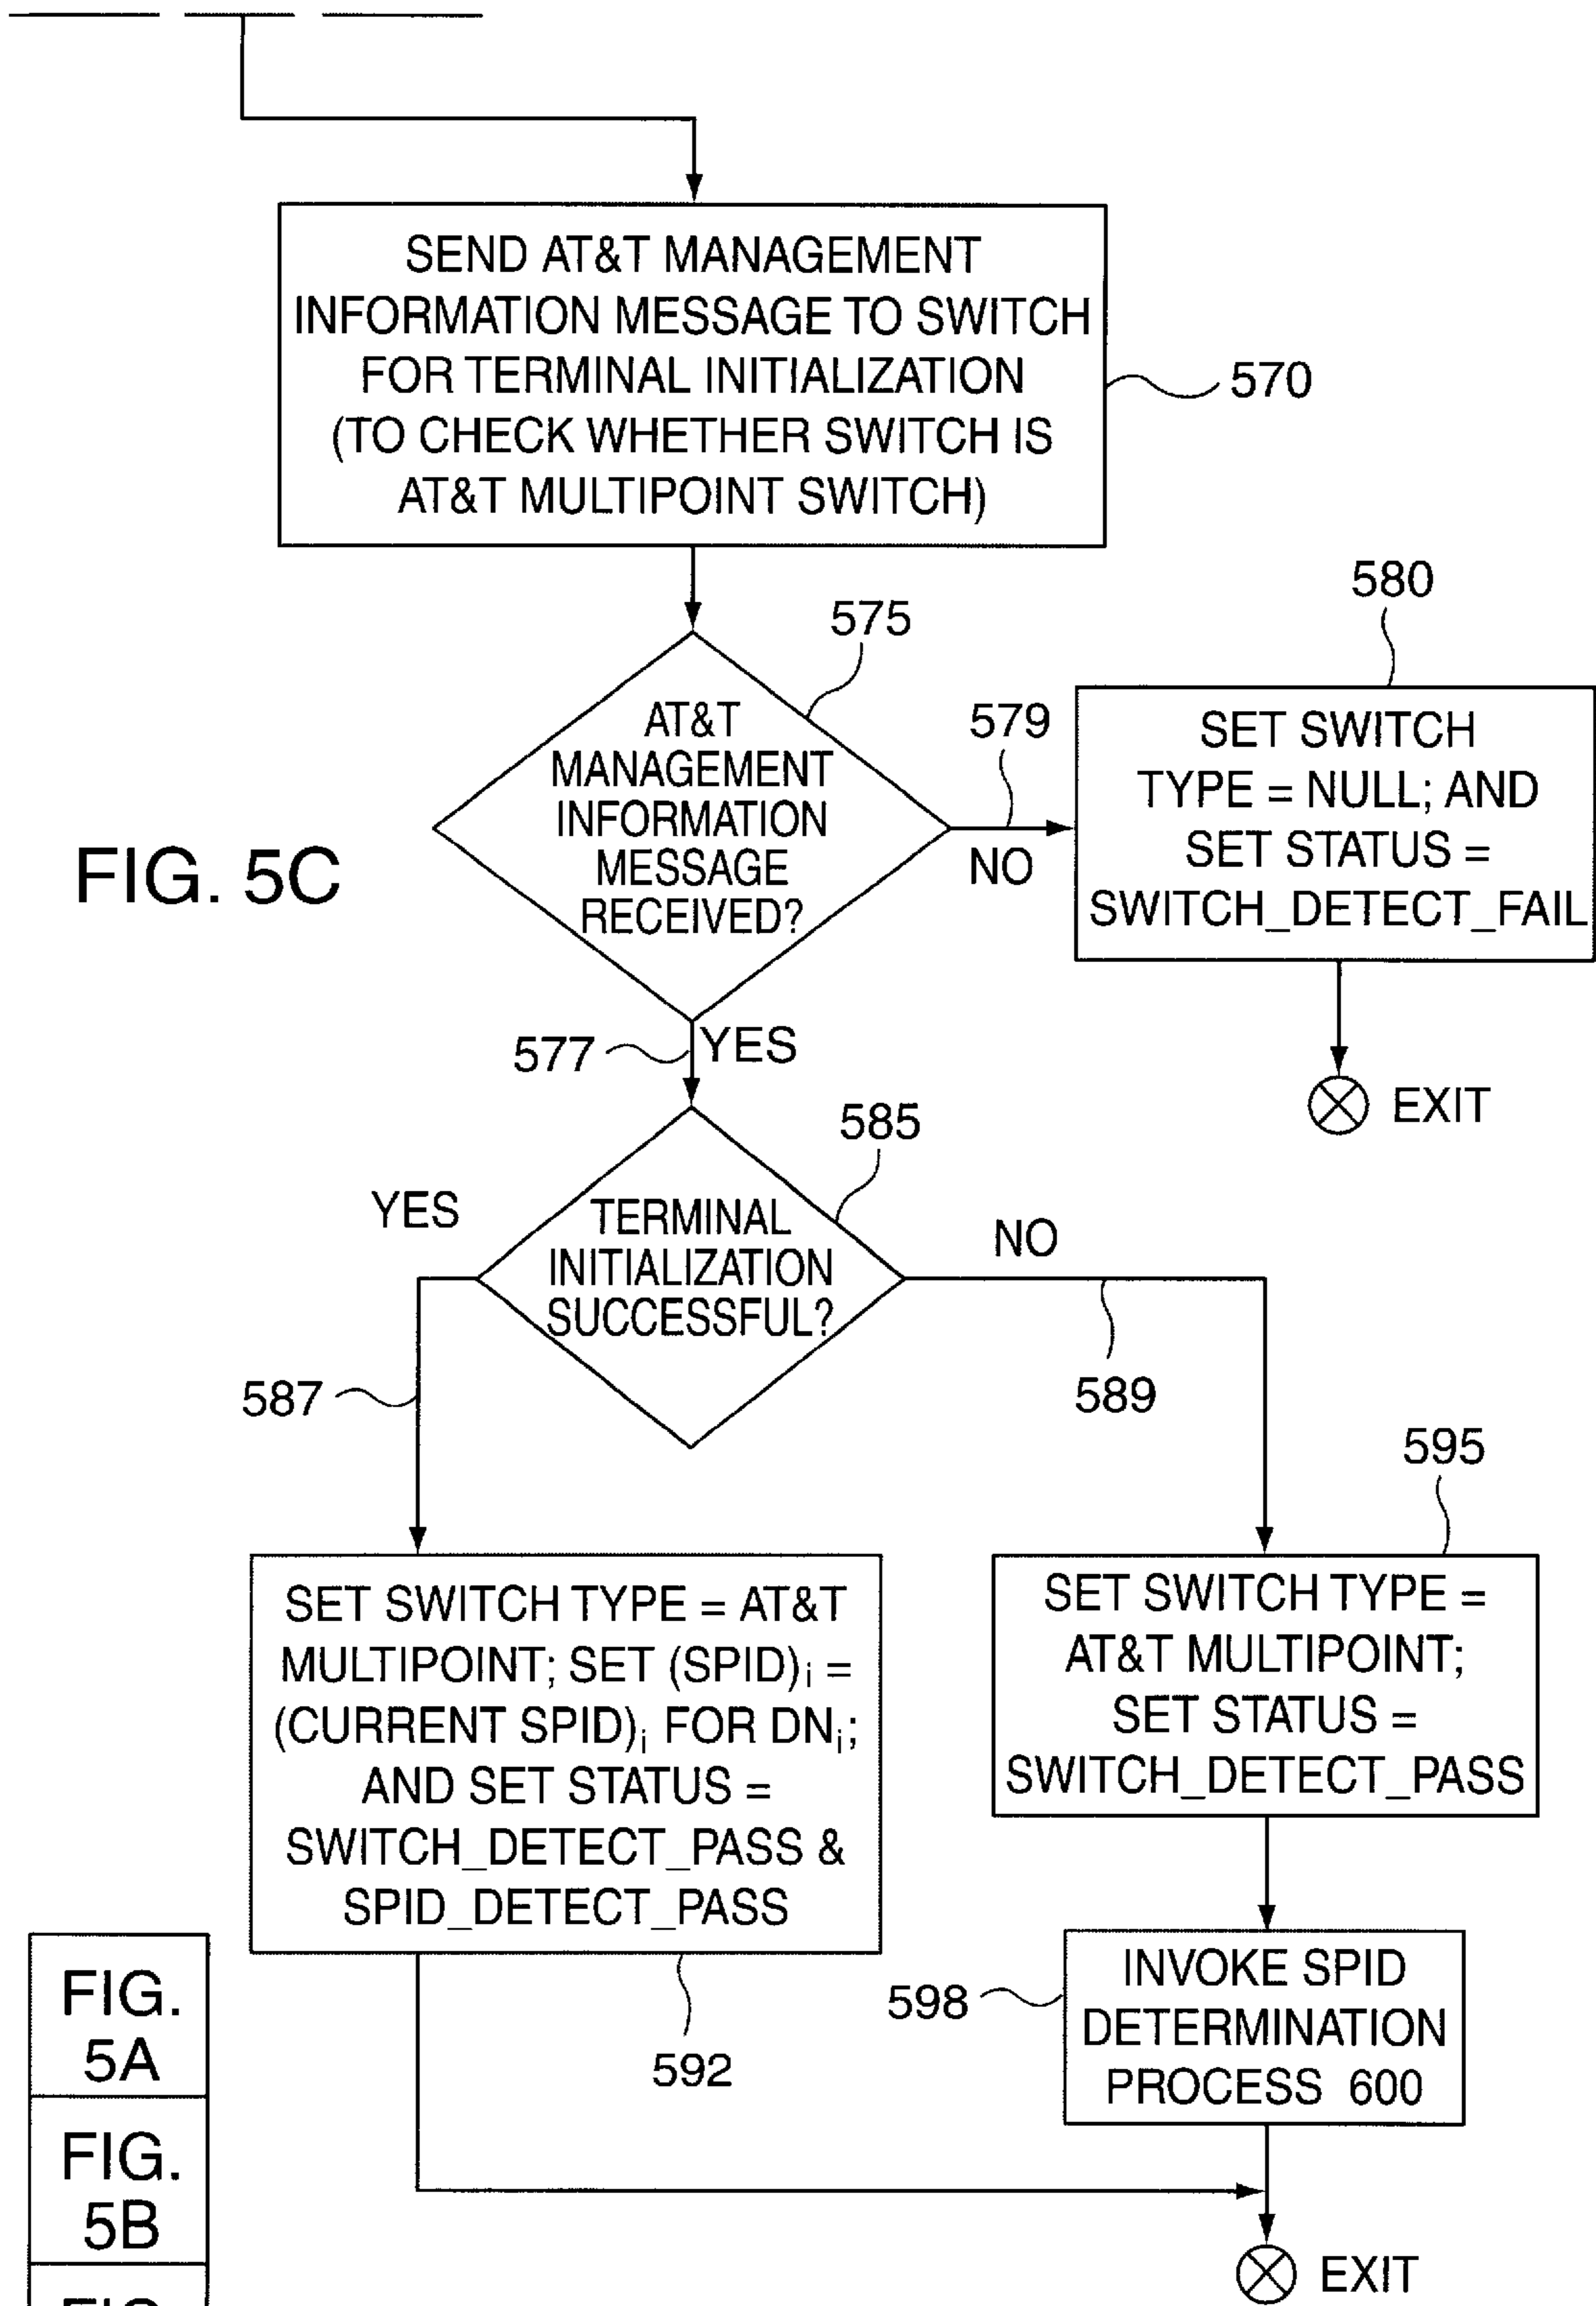 SEND AT&T MANAGEMENT
INFORMATION MESSAGE TO SWITCH
FOR TERMINAL INITIALIZATION
(TO CHECK WHETHER SWITCH IS
AT&T MULTIPOINT SWITCH)
570
575
AT&T
MANAGEMENT
INFORMATION
MESSAGE
RECEIVED?
579
NO
580
SET SWITCH
TYPE = NULL; AND
SET STATUS =
SWITCH_DETECT_FAIL
EXIT
FIG. 5C
577
YES
585
TERMINAL
INITIALIZATION
SUCCESSFUL?
YES
NO
587
589
595
SET SWITCH TYPE = AT&T
MULTIPOINT; SET (SPID)i =
(CURRENT SPID)i FOR DNi;
AND SET STATUS =
SWITCH_DETECT_PASS &
SPID_DETECT_PASS
592
SET SWITCH TYPE =
AT&T MULTIPOINT;
SET STATUS =
SWITCH_DETECT_PASS
598
INVOKE SPID
DETERMINATION
PROCESS 600
EXIT
FIG.
5A
FIG.
5B